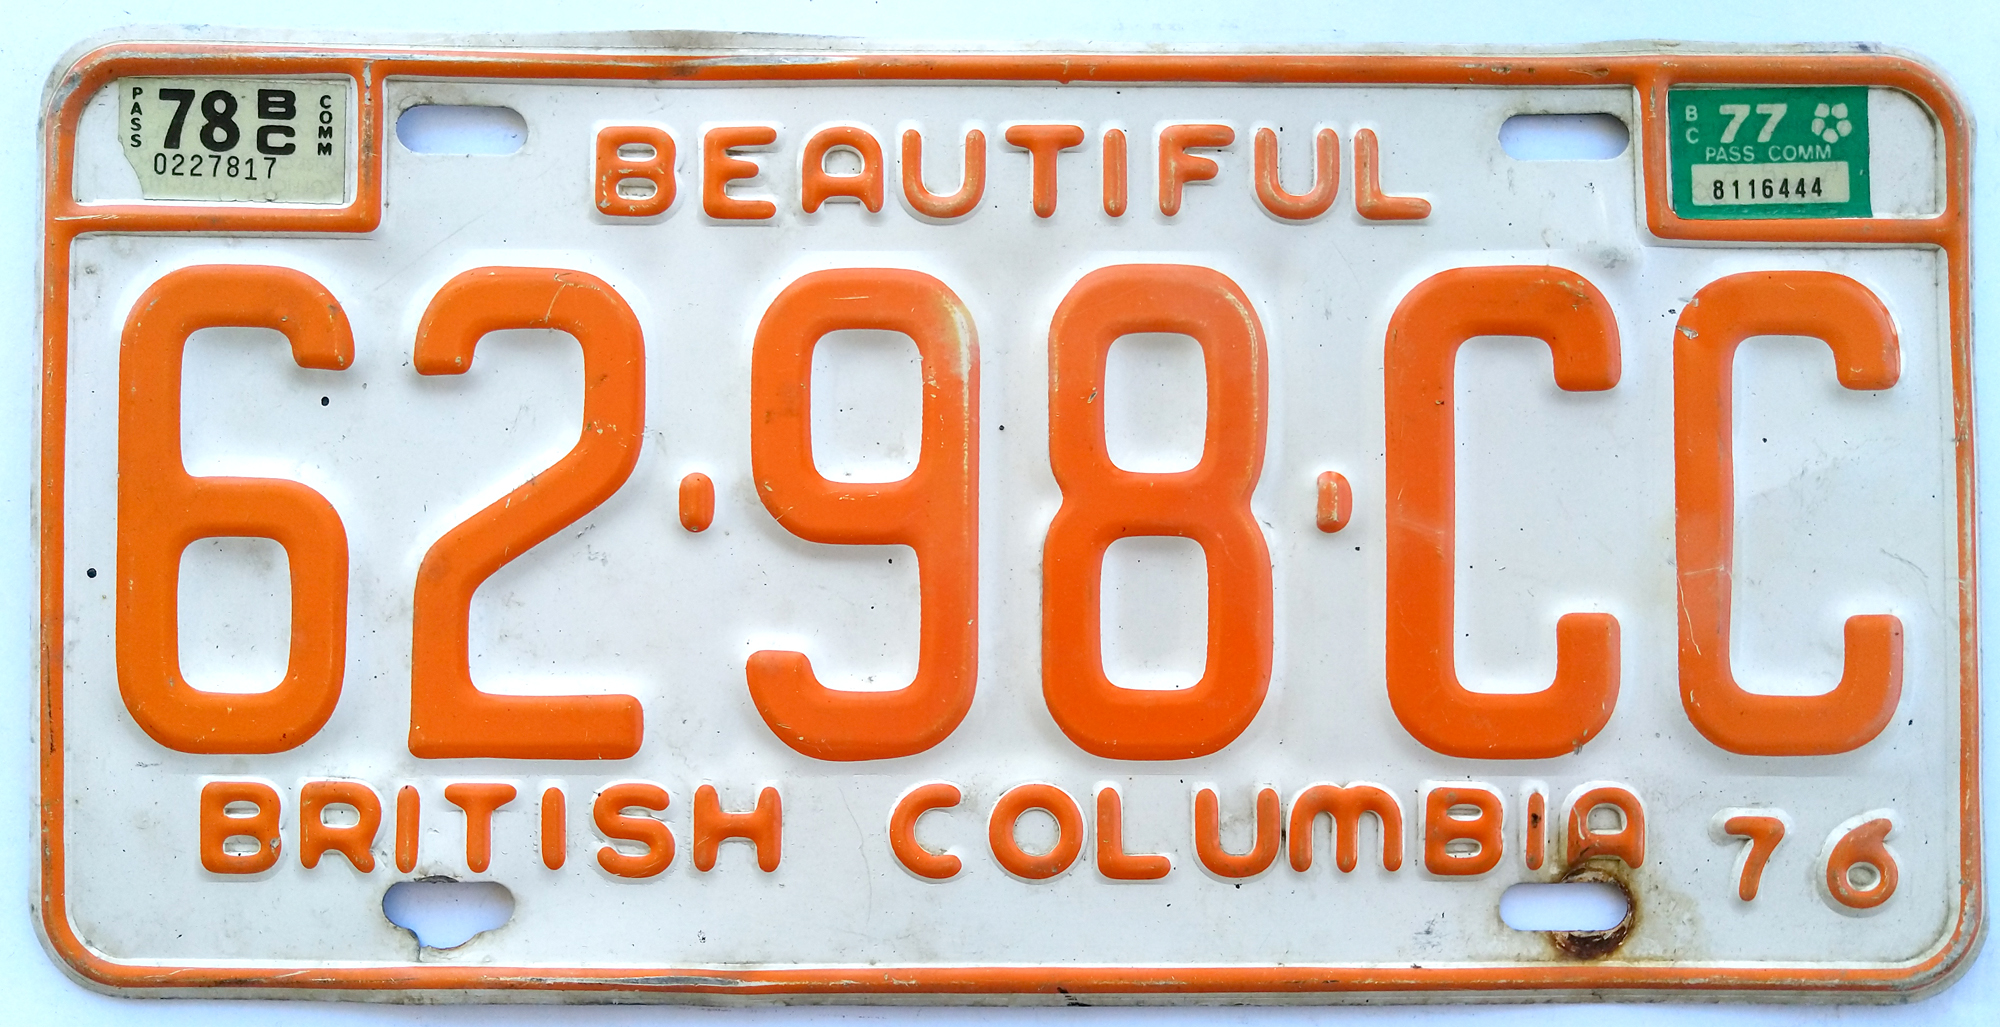 PASS 78 BC COMM
0227817
BEAUTIFUL
BC 77
PASS COMM
8116444
62·98·CC
BRITISH COLUMBIA 76